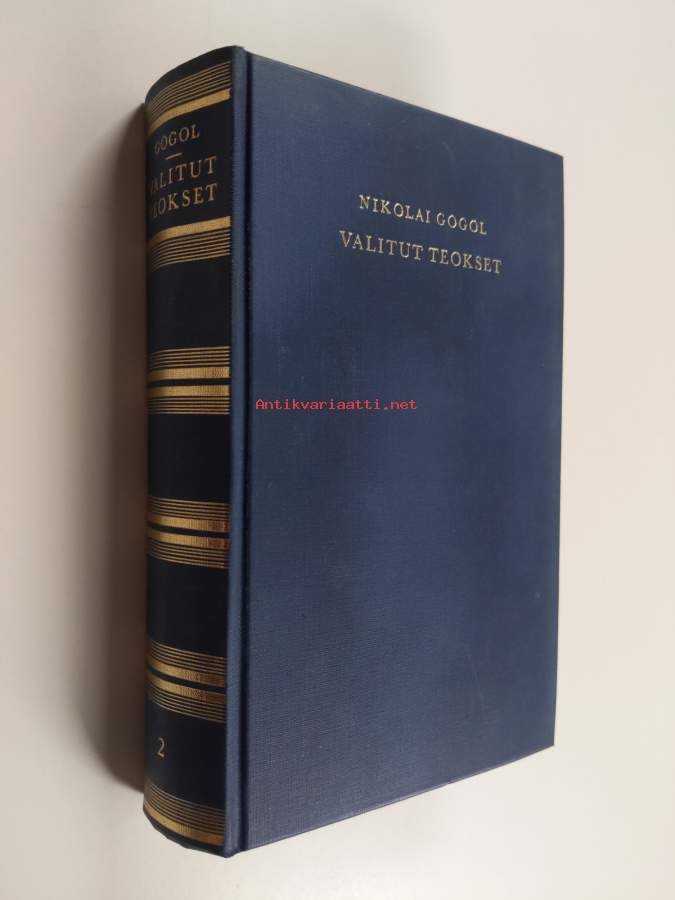 GOGOL
VALITUT
TEOKSET
2
NIKOLAI GOGOL
VALITUT TEOKSET
Antikvariaatti.net